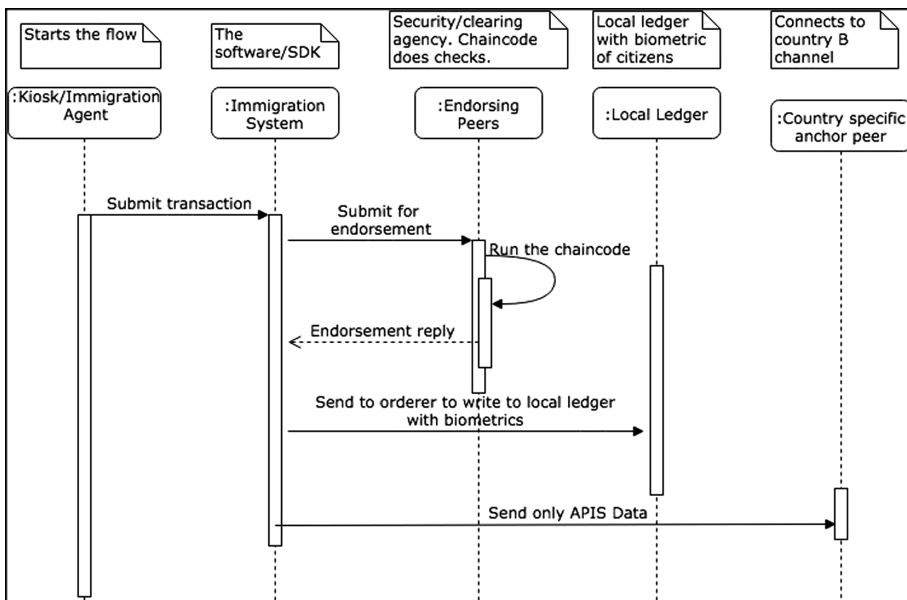 Starts the flow
The
software/SDK
Security/clearing
agency. Chaincode
does checks.
Local ledger
with biometric
of citizens
Connects to
country B
channel
:Kiosk/Immigration
Agent
:Immigration
System
:Endorsing
Peers
:Local Ledger
:Country specific
anchor peer
Submit transaction
Submit for
endorsement
Run the chaincode
Endorsement reply
Send to orderer to write to local ledger
with biometrics
Send only APIS Data